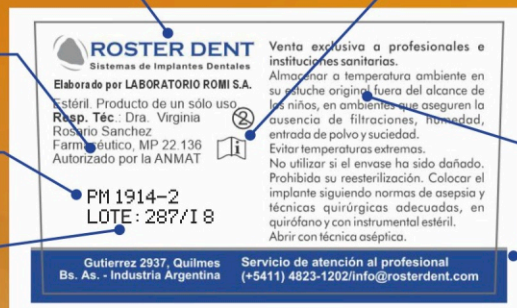 ROSTER DENT
Sistemas de Implantes Dentales
Elaborado por LABORATORIO ROMI S.A.
Estéril. Producto de un sólo uso
Resp. Téc.: Dra. Virginia
Rosario Sanchez
Farmacéutico, MP 22.136
Autorizado por la ANMAT
2
i
PM 1914-2
LOTE: 287/I 8
Venta exclusiva a profesionales e
instituciones sanitarias.
Almacenar a temperatura ambiente en
su estuche original fuera del alcance de
los niños, en ambientes que aseguren la
ausencia de filtraciones, humedad,
entrada de polvo y suciedad.
Evitar temperaturas extremas.
No utilizar si el envase ha sido dañado.
Prohibida su reesterilización. Colocar el
implante siguiendo normas de asepsia y
técnicas quirúrgicas adecuadas, en
quirófano y con instrumental estéril.
Abrir con técnica aséptica.
Gutierrez 2937, Quilmes
Bs. As. - Industria Argentina
Servicio de atención al profesional
(+5411) 4823-1202/info@rosterdent.com